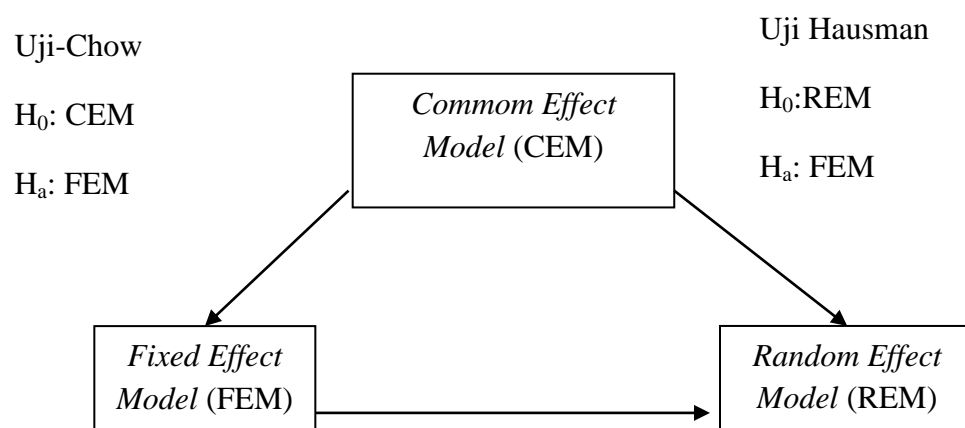 Uji-Chow
H₀: CEM
Hₐ: FEM
Uji Hausman
H₀:REM
Hₐ: FEM
Commom Effect
Model (CEM)
Fixed Effect
Model (FEM)
Random Effect
Model (REM)